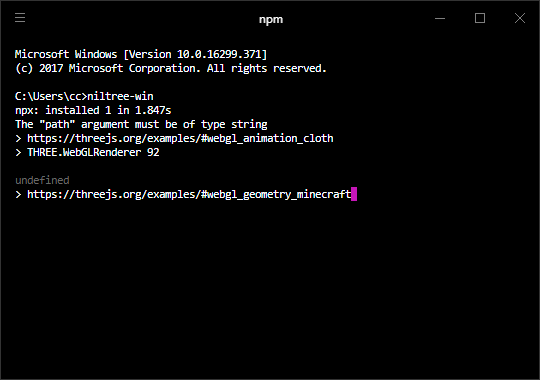 npm
Microsoft Windows [Version 10.0.16299.371]
(c) 2017 Microsoft Corporation. All rights reserved.
C:\Users\cc>niltree-win
npx: installed 1 in 1.847s
The "path" argument must be of type string
> https://threejs.org/examples/#webgl_animation_cloth
> THREE.WebGLRenderer 92
undefined
> https://threejs.org/examples/#webgl_geometry_minecraft